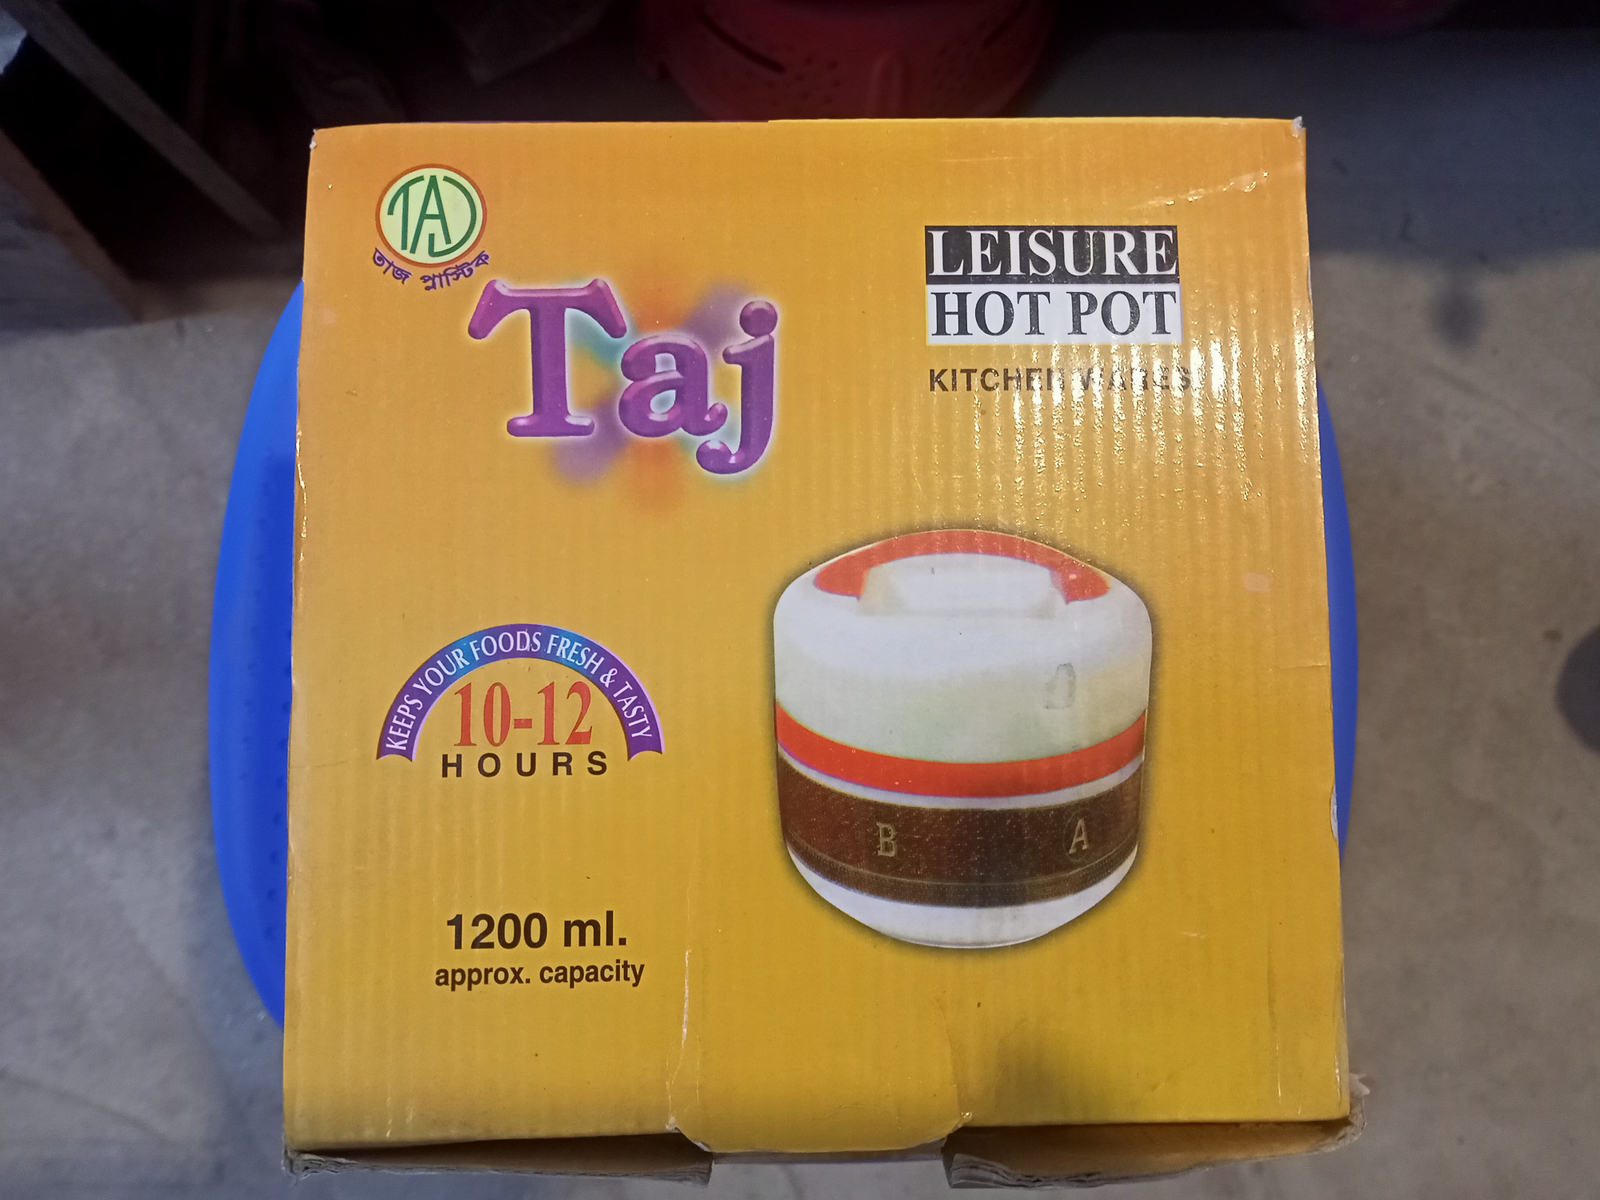 TAJ
তাজ প্লাস্টিক
Taj
LEISURE
HOT POT
KITCHEN WARES
KEEPS YOUR FOODS FRESH & TASTY
10-12
HOURS
B A
1200 ml.
approx. capacity